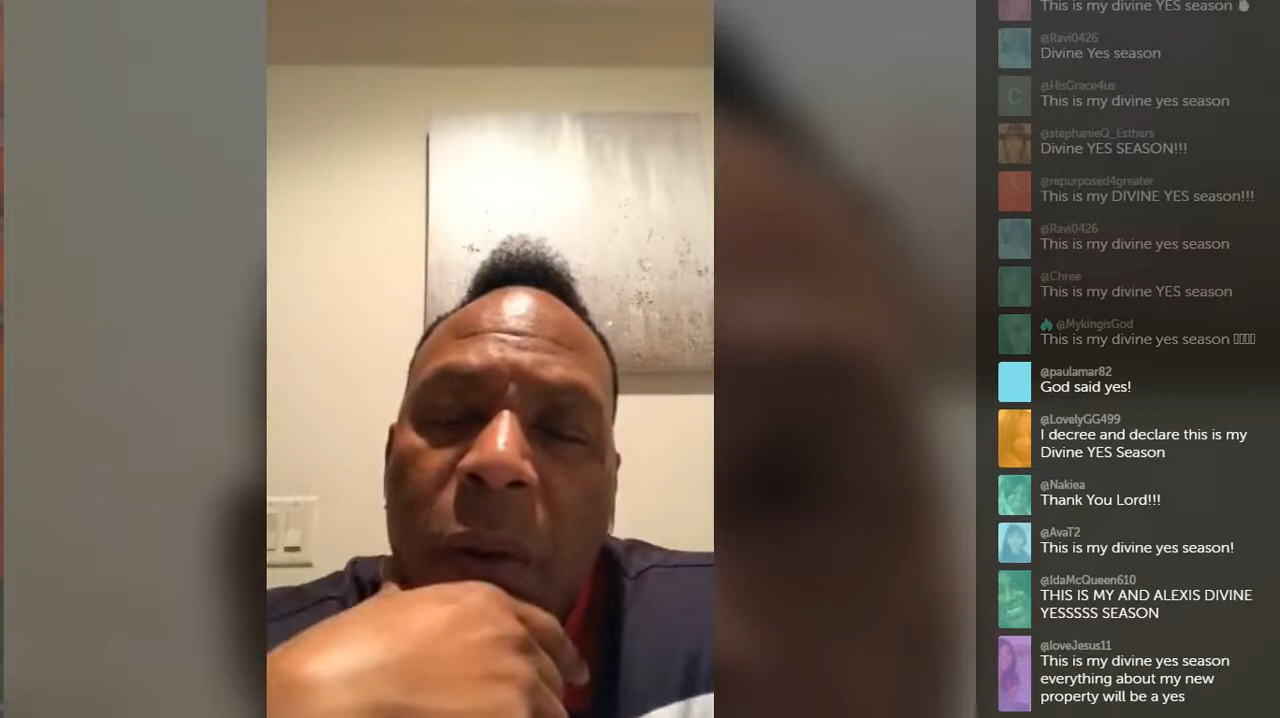 This is my divine YES season
@Ravi0426
Divine Yes season
C
@HisGrace4us
This is my divine yes season
@stephanieQ_Esthers
Divine YES SEASON!!!
@repurposed4greater
This is my DIVINE YES season!!!
@Ravi0426
This is my divine yes season
@Chree
This is my divine YES season
@MykingisGod
This is my divine yes season
@paulamar82
God said yes!
@LovelyGG499
I decree and declare this is my
Divine YES Season
@Nakiea
Thank You Lord!!!
@AvaT2
This is my divine yes season!
@IdaMcQueen610
THIS IS MY AND ALEXIS DIVINE
YESSSSS SEASON
@loveJesus11
This is my divine yes season
everything about my new
property will be a yes